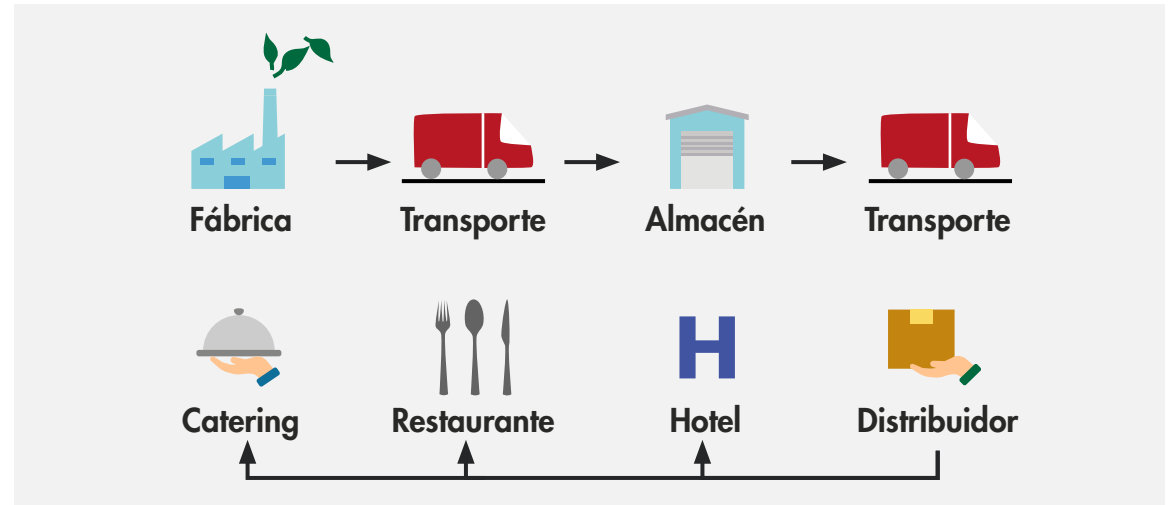 Fábrica
Transporte
Almacén
Transporte
Catering
Restaurante
Hotel
Distribuidor